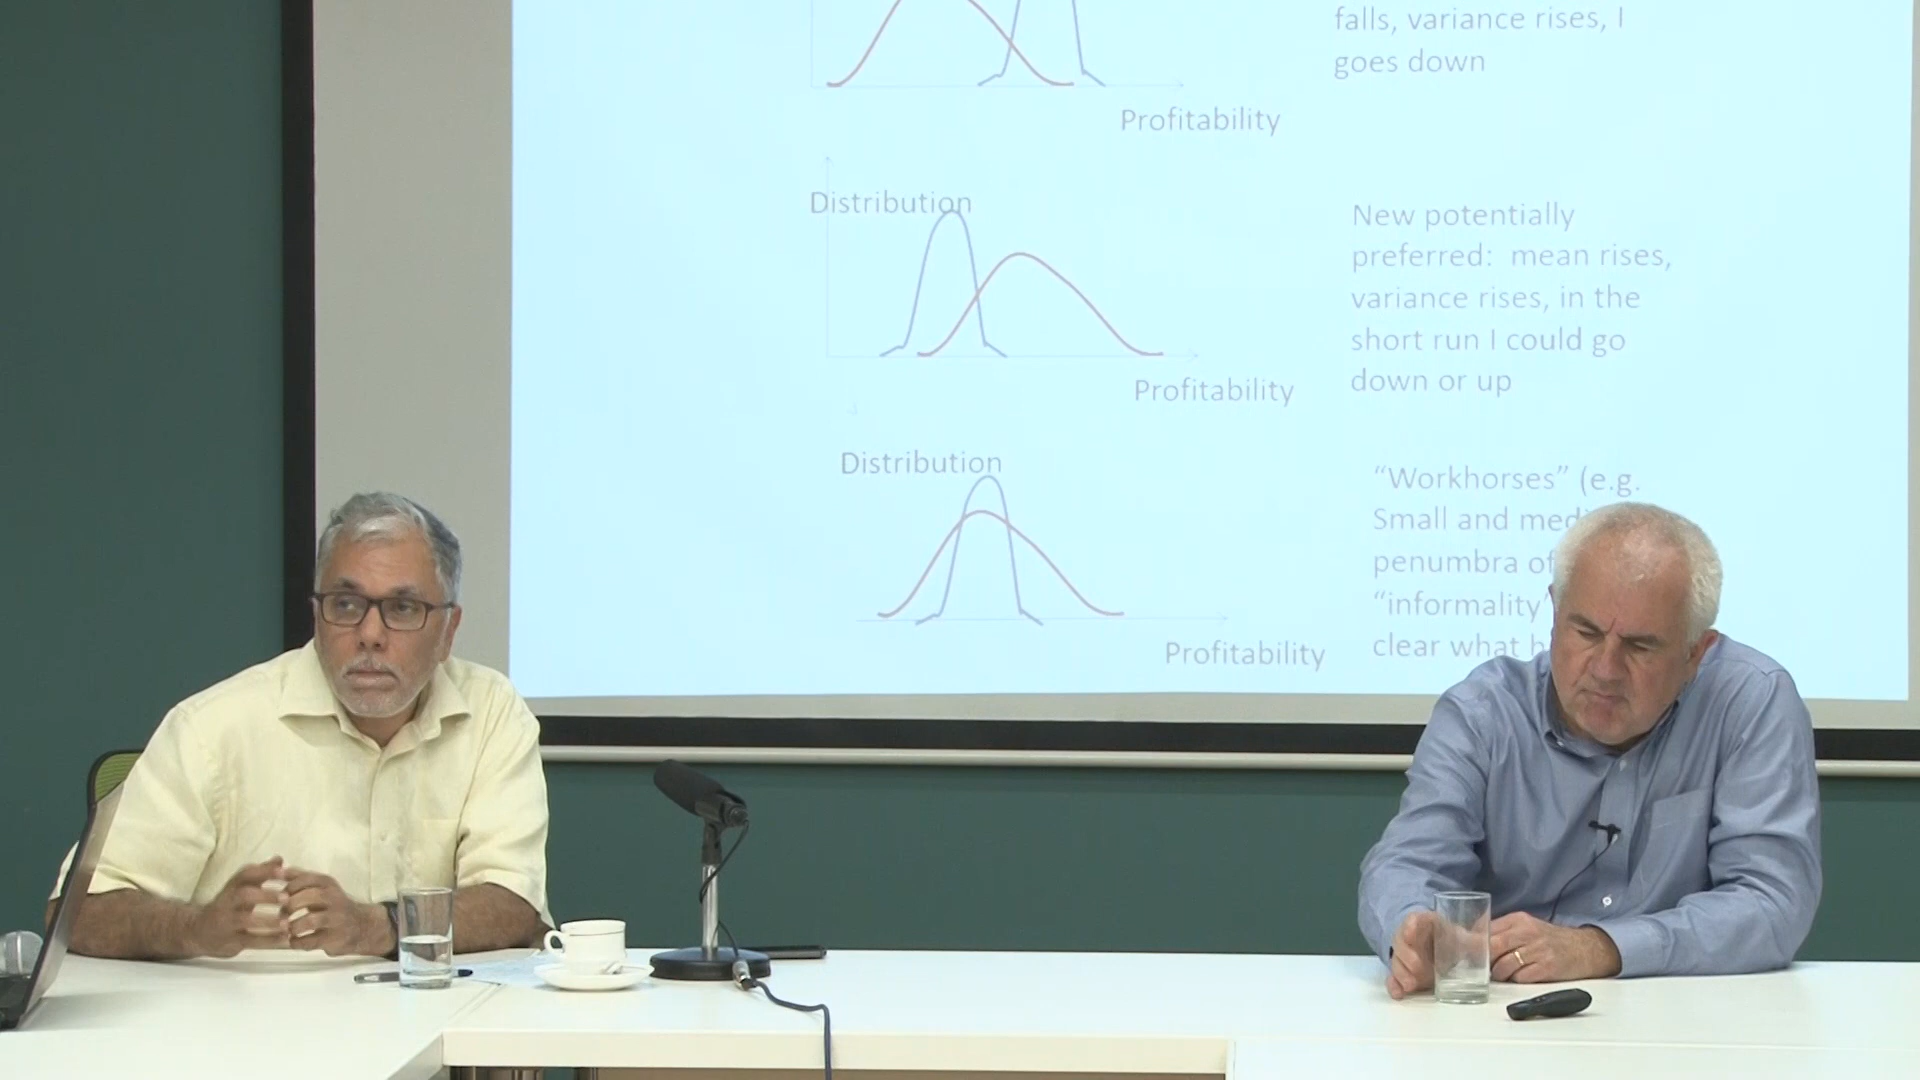 falls, variance rises, I
goes down
Profitability
Distribution
New potentially
preferred: mean rises,
variance rises, in the
short run I could go
down or up
Profitability
Distribution
“Workhorses” (e.g.
Small and
penumbra of
“informality”
clear what
Profitability